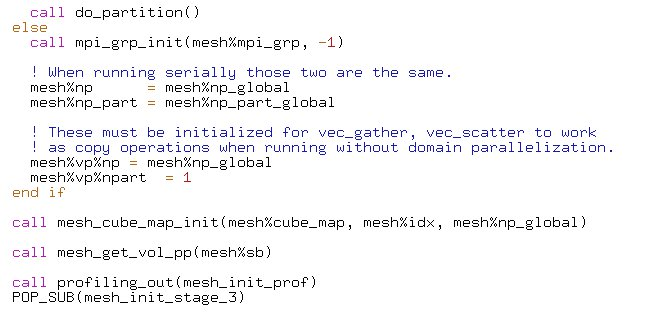 call do_partition()
else
call mpi_grp_init(mesh%mpi_grp, -1)
! When running serially those two are the same.
mesh%np      = mesh%np_global
mesh%np_part = mesh%np_part_global
! These must be initialized for vec_gather, vec_scatter to work
! as copy operations when running without domain parallelization.
mesh%vp%np = mesh%np_global
mesh%vp%npart  = 1
end if
call mesh_cube_map_init(mesh%cube_map, mesh%idx, mesh%np_global)
call mesh_get_vol_pp(mesh%sb)
call profiling_out(mesh_init_prof)
POP_SUB(mesh_init_stage_3)